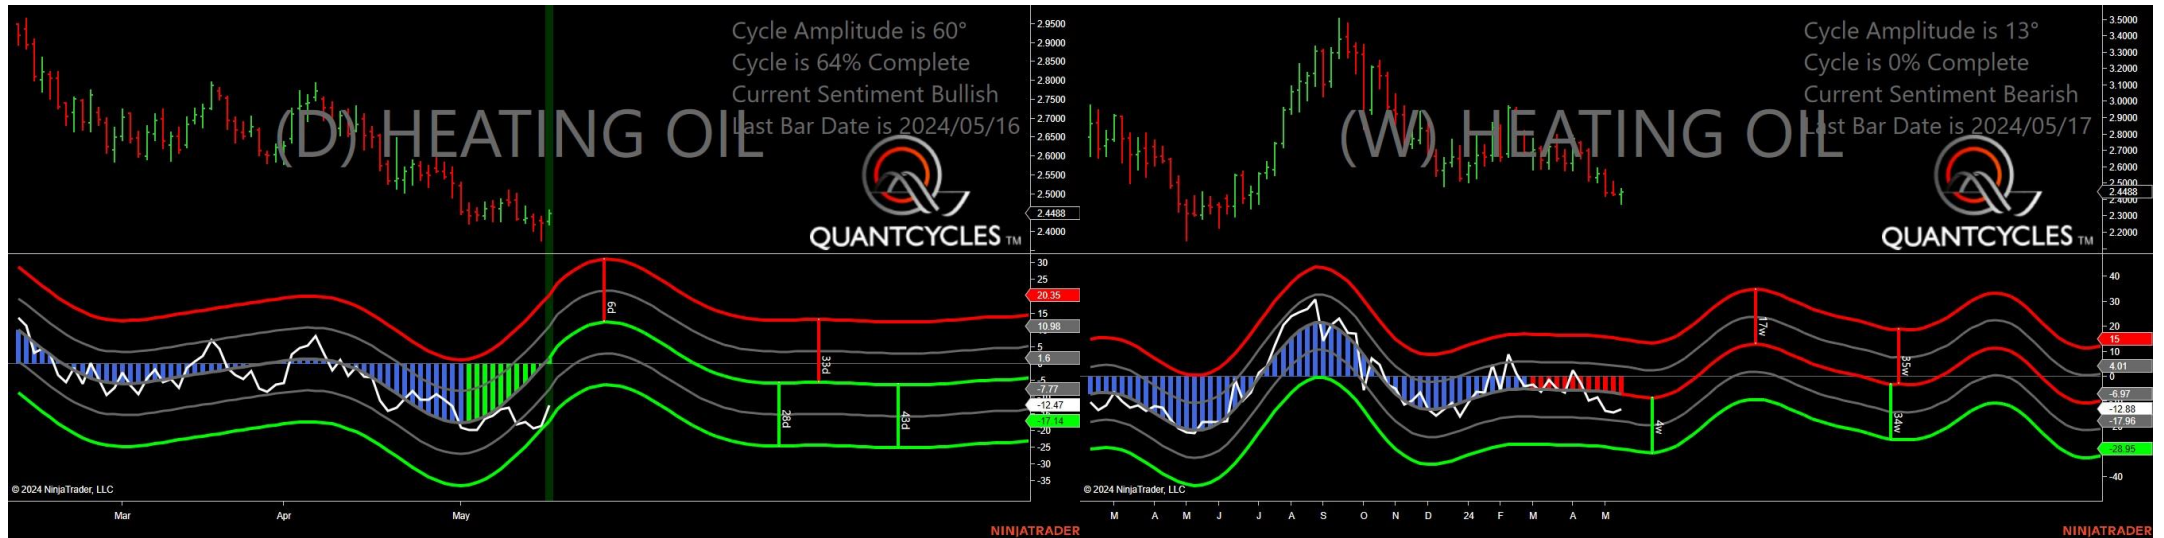 Cycle Amplitude is 60°
Cycle is 64% Complete
Current Sentiment Bullish
Last Bar Date is 2024/05/16
(D) HEATING OIL
QUANTCYCLES TM
2.9500
2.9000
2.8500
2.8000
2.7500
2.7000
2.6500
2.6000
2.5500
2.5000
2.4488
2.4000
30
25
20.35
15
10.98
5
1.6
-5
-7.77
-12.47
-17.14
-20
-25
-30
-35
6d
33d
28d
43d
© 2024 NinjaTrader, LLC
Mar Apr May
NINJATRADER
Cycle Amplitude is 13°
Cycle is 0% Complete
Current Sentiment Bearish
Last Bar Date is 2024/05/17
(W) HEATING OIL
QUANTCYCLES TM
3.5000
3.4000
3.3000
3.2000
3.1000
3.0000
2.9000
2.8000
2.7000
2.6000
2.5000
2.4488
2.4000
2.3000
2.2000
40
30
20
15
10
4.01
0
-6.97
-12.88
-17.96
-28.95
-40
17w
35w
4w
34w
© 2024 NinjaTrader, LLC
M A M J J A S O N D 24 F M A M
NINJATRADER